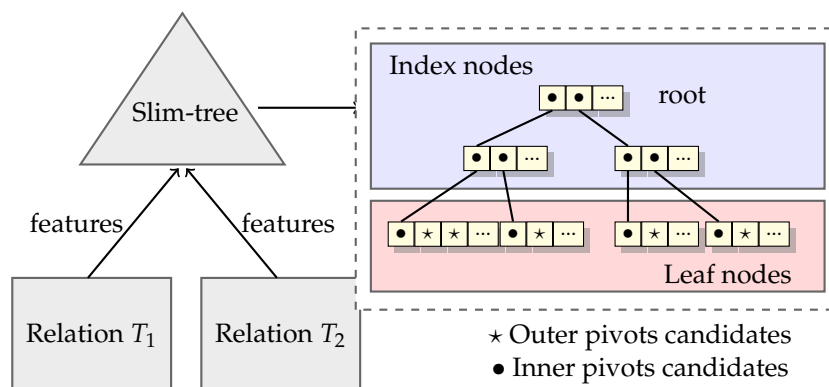 Index nodes
● ● ...
root
Slim-tree
● ● ...
● ● ...
features
features
● ⋆ ⋆ ...
● ⋆ ...
● ⋆ ...
● ⋆ ...
Leaf nodes
Relation T₁
Relation T₂
⋆ Outer pivots candidates
● Inner pivots candidates